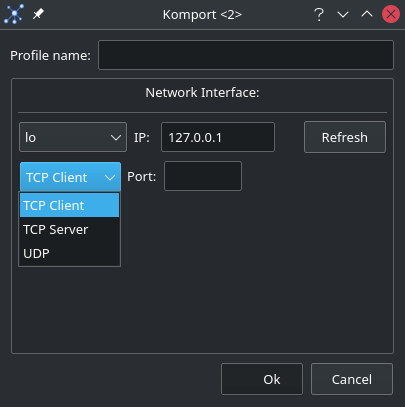 Komport <2>
Profile name:
Network Interface:
lo IP: 127.0.0.1 Refresh
TCP Client Port:
TCP Client
TCP Server
UDP
Ok Cancel